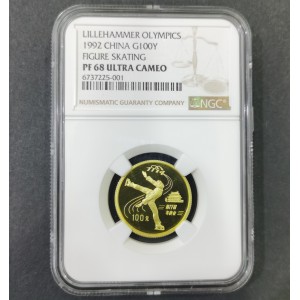 LILLEHAMMER OLYMPICS
1992 CHINA G100Y
FIGURE SKATING
PF 68 ULTRA CAMEO
6737225-001
NUMISMATIC GUARANTY COMPANY
NGC
100元